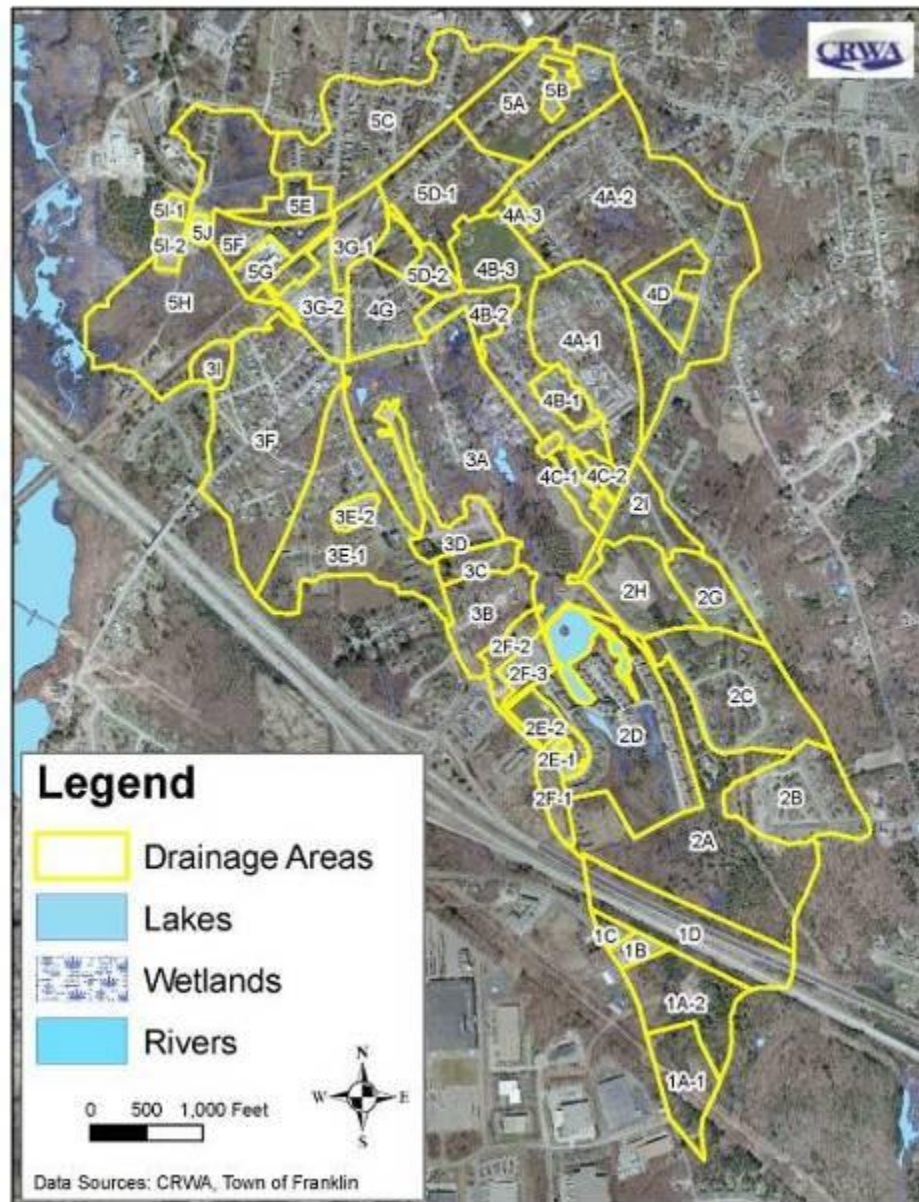 CRWA
5B
5A
5C
5D-1
4A-2
4A-3
5E
5I-1
5J
5I-2
5F
3G-1
5G
5D-2
4B-3
4D
5H
3G-2
4G
4B-2
4A-1
3I
4B-1
3F
3A
4C-1
4C-2
2I
3E-2
3D
3E-1
3C
2H
2G
3B
2F-2
2F-3
2C
2E-2
2D
2E-1
2F-1
2B
2A
1C
1B
1D
1A-2
1A-1
Legend
Drainage Areas
Lakes
Wetlands
Rivers
N
W
E
S
0 500 1,000 Feet
Data Sources: CRWA, Town of Franklin